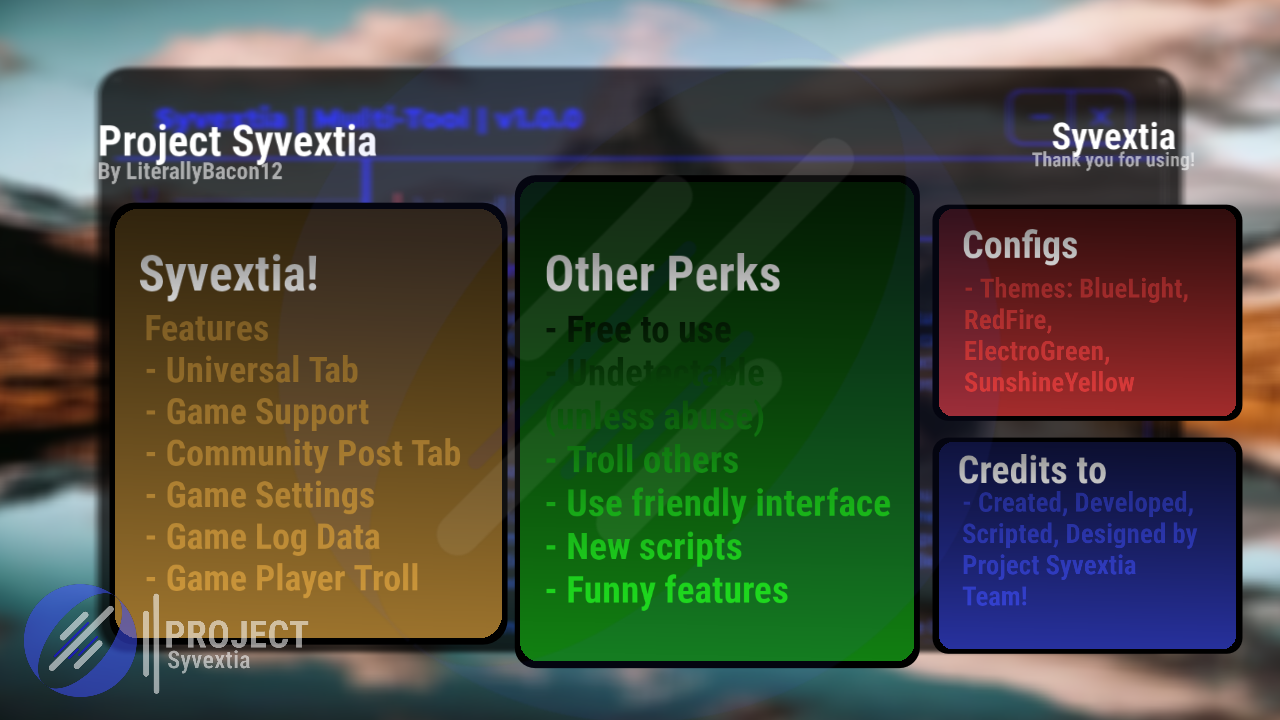 Syvextia | Multi-Tool | v1.0.0
Project Syvextia
By LiterallyBacon12
Syvextia
Thank you for using!
Syvextia!
Features
- Universal Tab
- Game Support
- Community Post Tab
- Game Settings
- Game Log Data
- Game Player Troll
Other Perks
- Free to use
- Undetectable
(unless abuse)
- Troll others
- Use friendly interface
- New scripts
- Funny features
Configs
- Themes: BlueLight,
RedFire,
ElectroGreen,
SunshineYellow
Credits to
- Created, Developed,
Scripted, Designed by
Project Syvextia
Team!
PROJECT
Syvextia